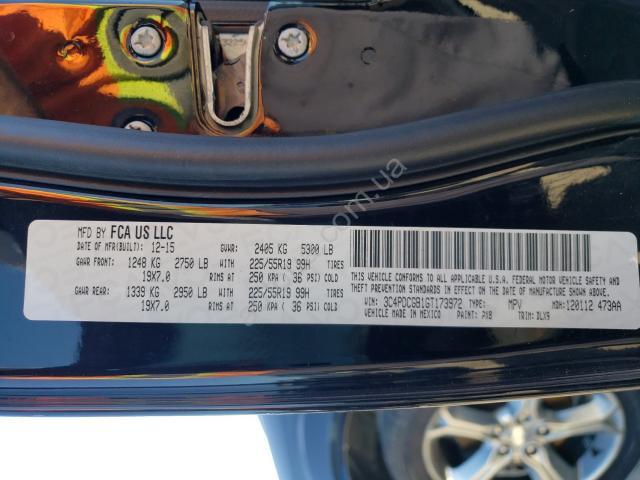 MFD BY FCA US LLC
DATE OF MFR(BUILT): 12-15 GVWR: 2405 KG 5300 LB
GAWR FRONT: 1248 KG 2750 LB 225/55R19 99H TIRES
19X7.0 RIMS AT 250 KPA ( 36 PSI) COLD
GAWR REAR: 1339 KG 2950 LB 225/55R19 99H TIRES
19X7.0 RIMS AT 250 KPA ( 36 PSI) COLD
THIS VEHICLE CONFORMS TO ALL APPLICABLE U.S.A. FEDERAL MOTOR VEHICLE SAFETY AND
THEFT PREVENTION STANDARDS IN EFFECT ON THE DATE OF MANUFACTURE SHOWN ABOVE.
VIN: 3C4PDCGB1GT173972 TYPE: MPV MDH: 120112 473AA
VEHICLE MADE IN MEXICO PAINT: PX8 TRIM: DLX9
.com.ua